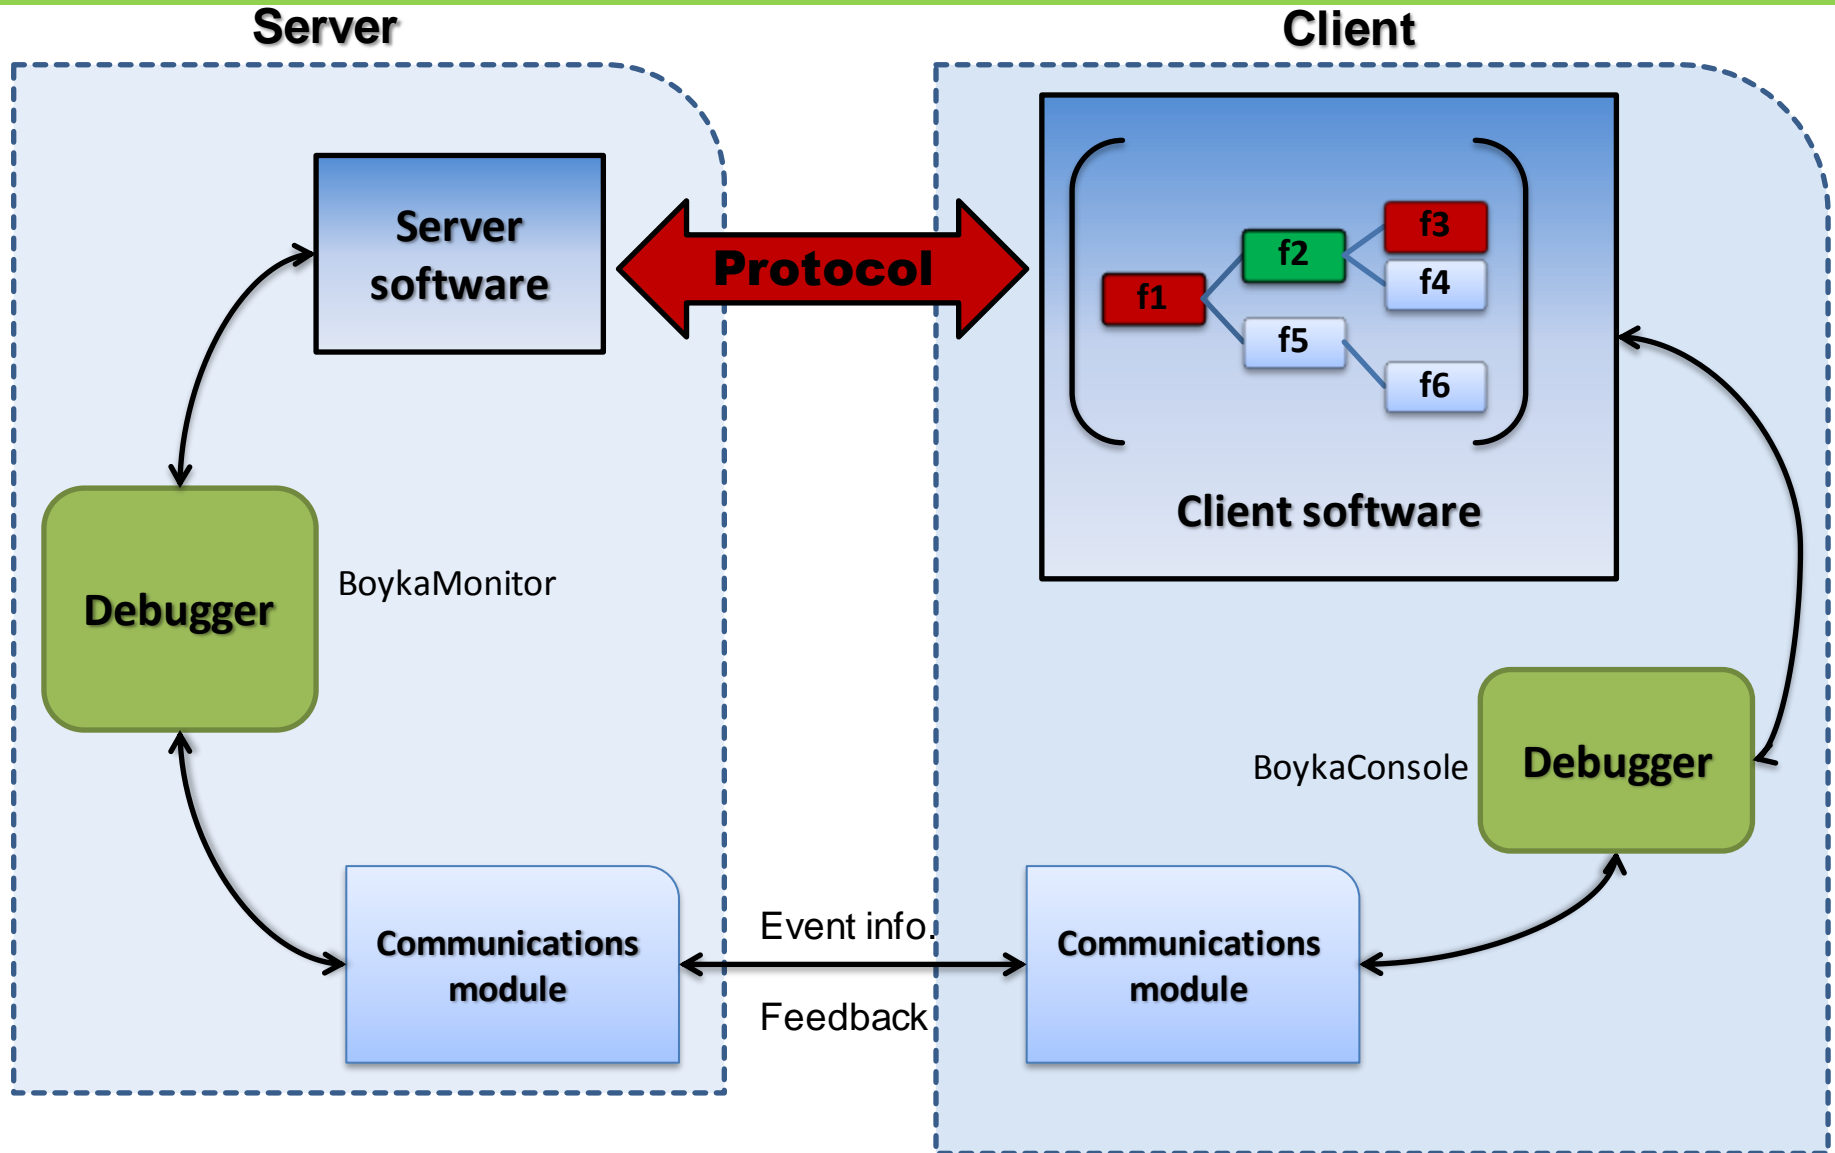 Server
Client
Server
software
Protocol
f1
f2
f3
f4
f5
f6
Client software
Debugger
BoykaMonitor
BoykaConsole
Debugger
Communications
module
Event info.
Feedback
Communications
module